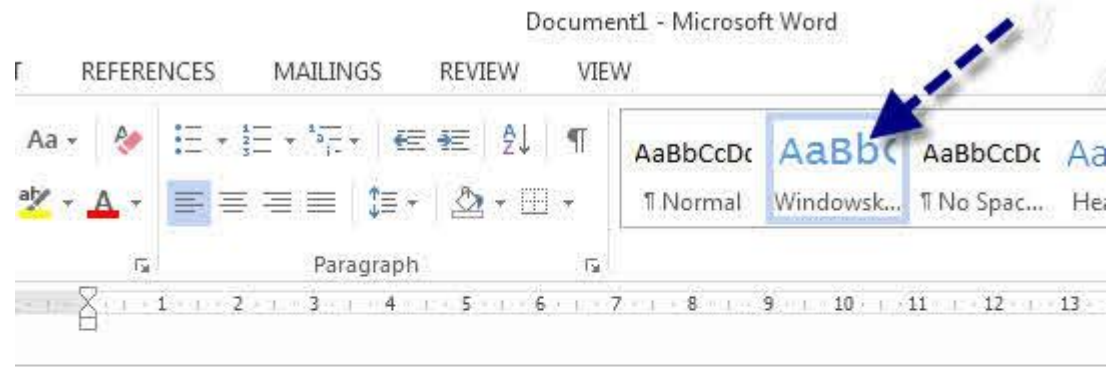 Document1 - Microsoft Word
REFERENCES MAILINGS REVIEW VIEW
Aa
AaBbCcDc AaBb AaBbCcDc Aa
¶ Normal Windowsk... ¶ No Spac... Hea
Paragraph
1 2 3 4 5 6 7 8 9 10 11 12 13